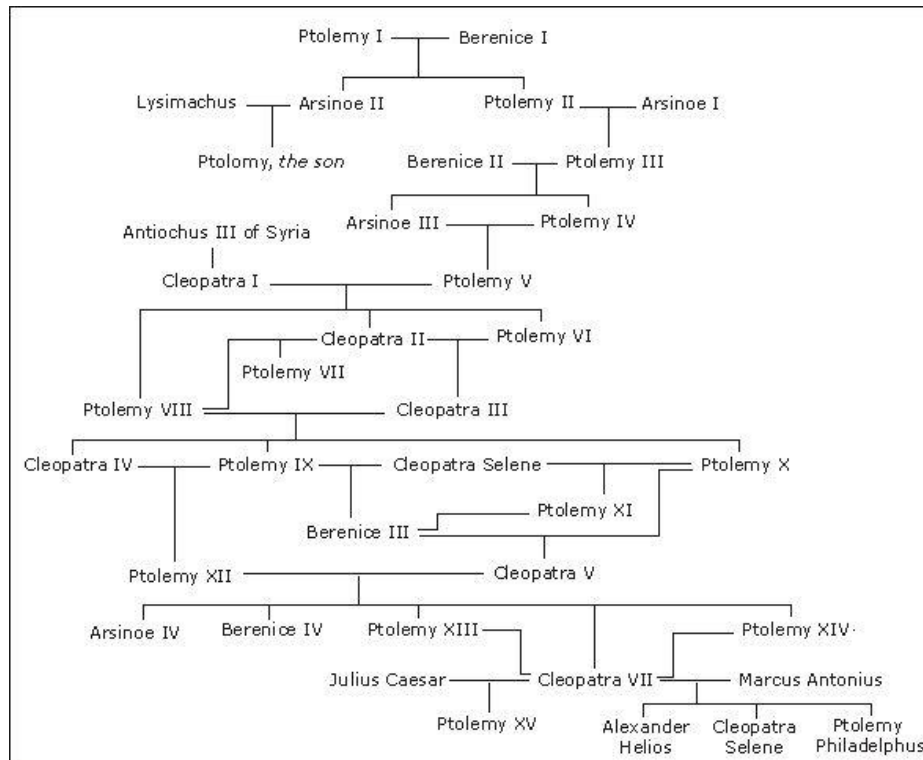 Ptolemy I Berenice I
Lysimachus Arsinoe II Ptolemy II Arsinoe I
Ptolomy, the son Berenice II Ptolemy III
Arsinoe III Ptolemy IV
Antiochus III of Syria
Cleopatra I Ptolemy V
Cleopatra II Ptolemy VI
Ptolemy VII
Ptolemy VIII Cleopatra III
Cleopatra IV Ptolemy IX Cleopatra Selene Ptolemy X
Berenice III Ptolemy XI
Ptolemy XII Cleopatra V
Arsinoe IV Berenice IV Ptolemy XIII Ptolemy XIV
Julius Caesar Cleopatra VII Marcus Antonius
Ptolemy XV Alexander Cleopatra Ptolemy
Helios Selene Philadelphus